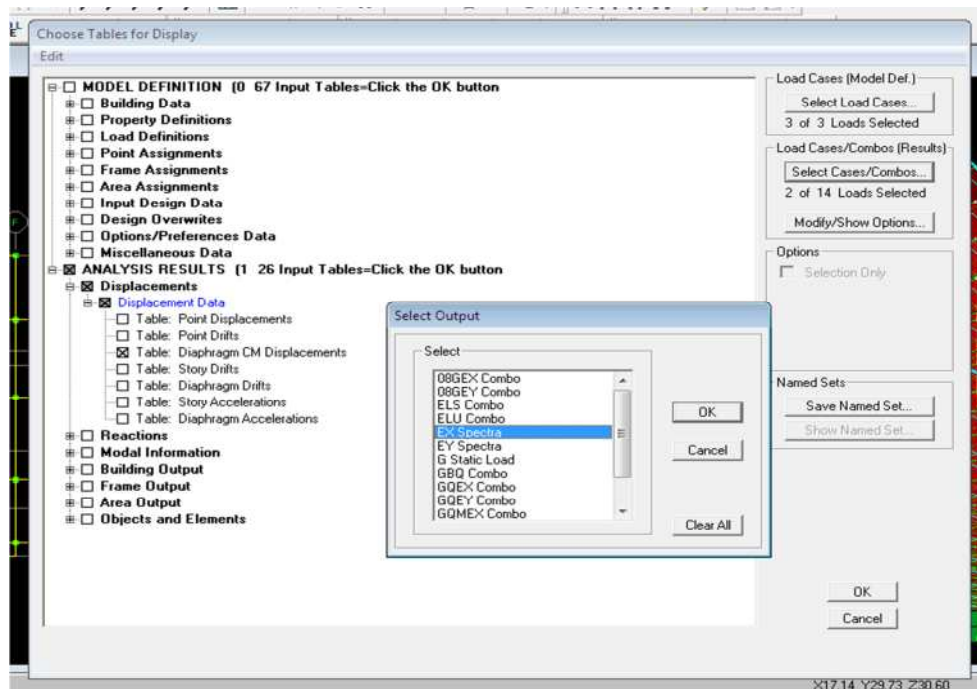 Choose Tables for Display
Edit
MODEL DEFINITION (0 67 Input Tables=Click the OK button
Building Data
Property Definitions
Load Definitions
Point Assignments
Frame Assignments
Area Assignments
Input Design Data
Design Overwrites
Options/Preferences Data
Miscellaneous Data
ANALYSIS RESULTS (1 26 Input Tables=Click the OK button
Displacements
Displacement Data
Table: Point Displacements
Table: Point Drifts
Table: Diaphragm CM Displacements
Table: Story Drifts
Table: Diaphragm Drifts
Table: Story Accelerations
Table: Diaphragm Accelerations
Reactions
Modal Information
Building Output
Frame Output
Area Output
Objects and Elements
Load Cases (Model Def.)
Select Load Cases...
3 of 3 Loads Selected
Load Cases/Combos (Results)
Select Cases/Combos...
2 of 14 Loads Selected
Modify/Show Options...
Options
Selection Only
Named Sets
Save Named Set...
Show Named Set...
OK
Cancel
Select Output
Select
08GEX Combo
08GEY Combo
ELS Combo
ELU Combo
EX Spectra
EY Spectra
G Static Load
GBQ Combo
GQEX Combo
GQEY Combo
GQMEX Combo
OK
Cancel
Clear All
X17.14 Y29.73 Z30.60